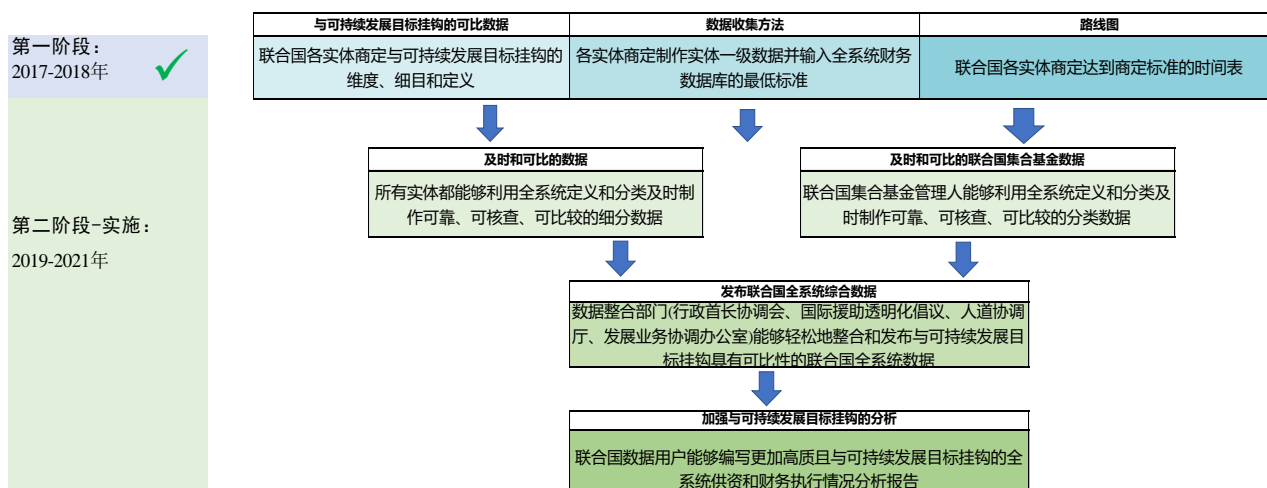 与可持续发展目标挂钩的可比数据
数据收集方法
路线图
第一阶段：
2017-2018年
联合国各实体商定与可持续发展目标挂钩的
维度、细目和定义
各实体商定制作实体一级数据并输入全系统财务
数据库的最低标准
联合国各实体商定达到商定标准的时间表
及时和可比的数据
所有实体都能够利用全系统定义和分类及时制
作可靠、可核查、可比较的细分数据
及时和可比的联合国集合基金数据
联合国集合基金管理人能够利用全系统定义和分类及
时制作可靠、可核查、可比较的分类数据
第二阶段-实施：
2019-2021年
发布联合国全系统综合数据
数据整合部门(行政首长协调会、国际援助透明化倡议、人道协调
厅、发展业务协调办公室)能够轻松地整合和发布与可持续发展目
标挂钩具有可比性的联合国全系统数据
加强与可持续发展目标挂钩的分析
联合国数据用户能够编写更加高质且与可持续发展目标挂钩的全
系统供资和财务执行情况分析报告